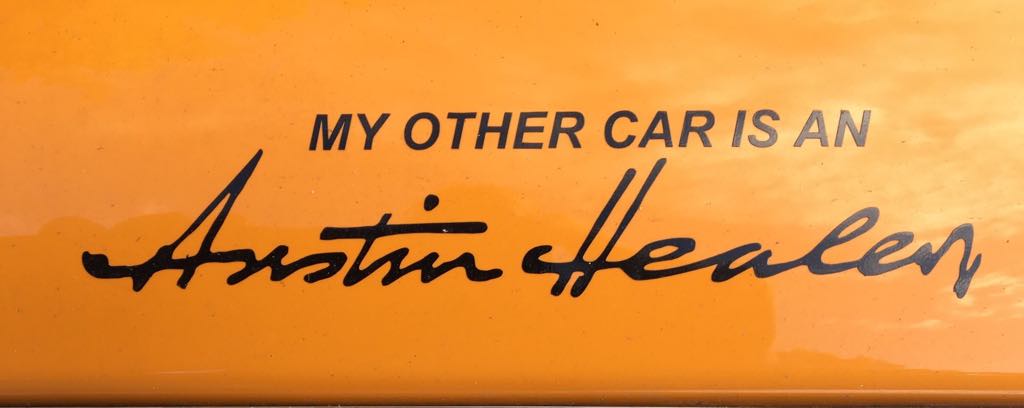 MY OTHER CAR IS AN
Austin Healey